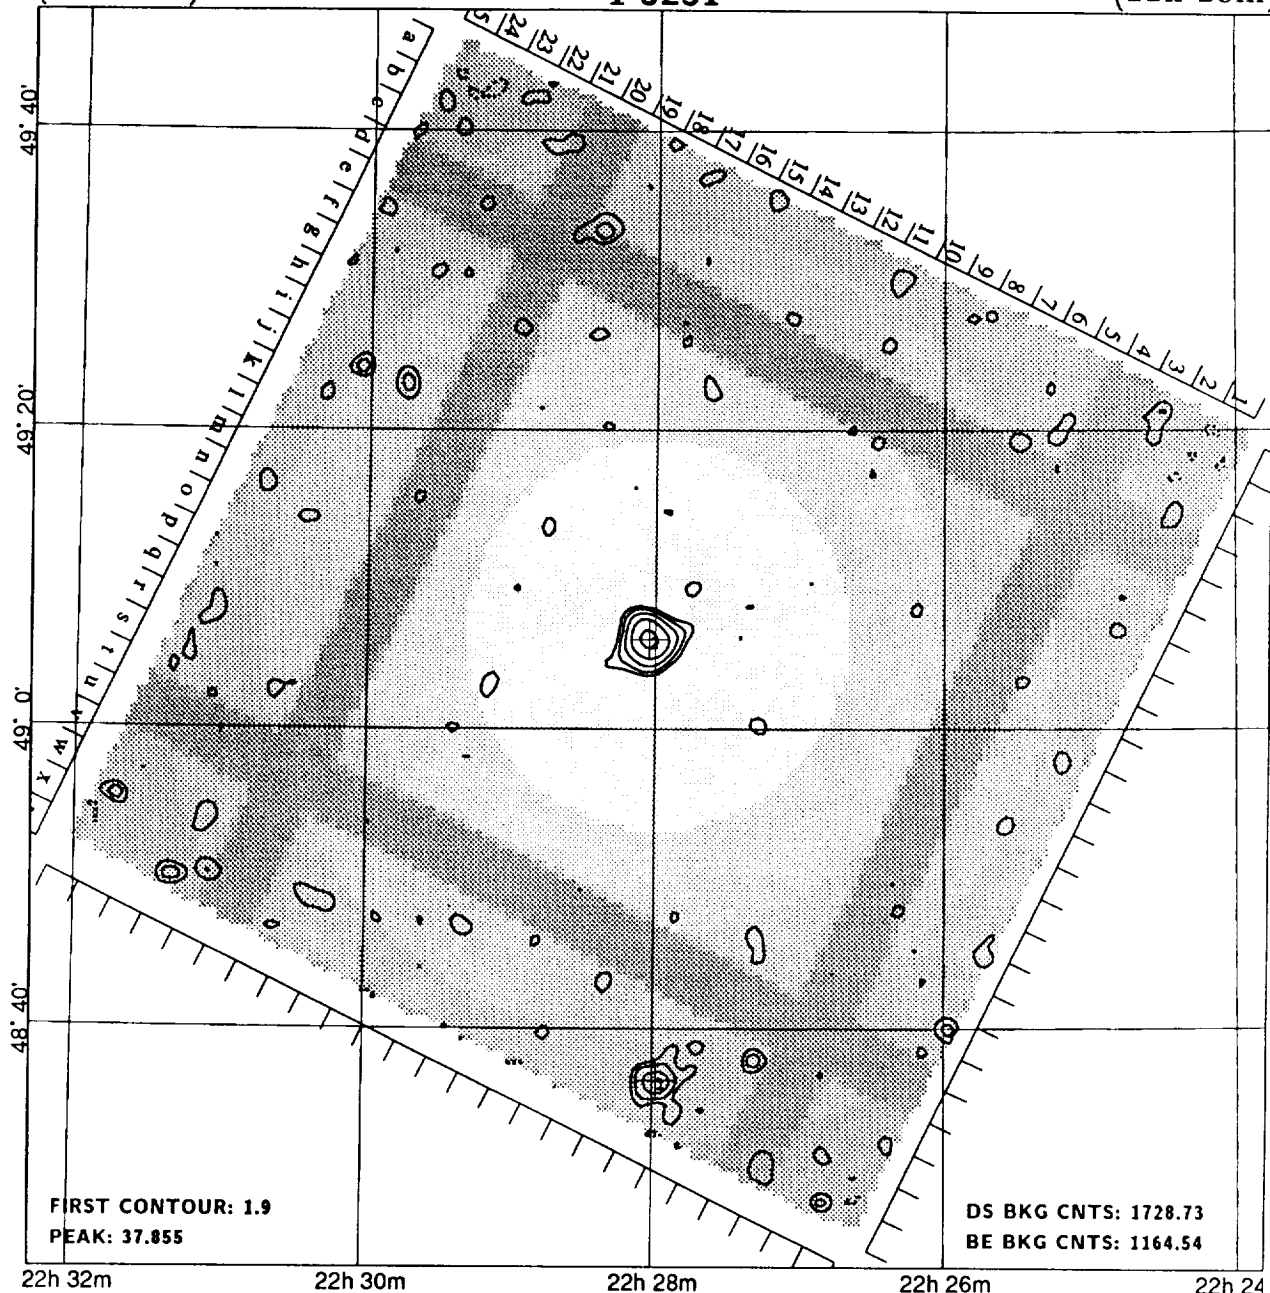 25 24 23 22 21 20 19 18 17 16 15 14 13 12 11 10 9 8 7 6 5 4 3 2 1
a b c d e f g h i j k l m n o p q r s t u v w x
49° 40'
49° 20'
49° 0'
48° 40'
FIRST CONTOUR: 1.9
PEAK: 37.855
DS BKG CNTS: 1728.73
BE BKG CNTS: 1164.54
22h 32m 22h 30m 22h 28m 22h 26m 22h 24